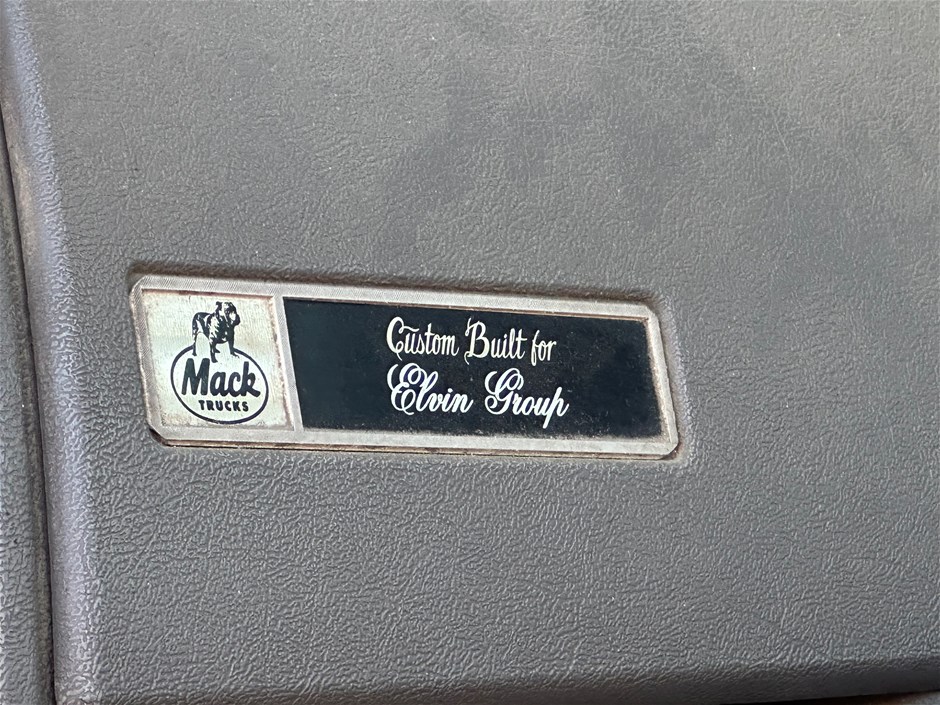 Mack
TRUCKS
Custom Built for
Elvin Group